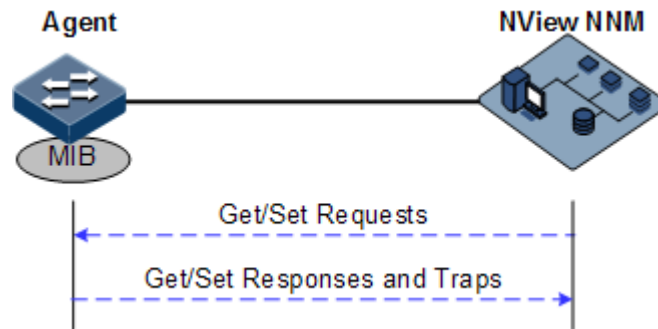 Agent
NView NNM
MIB
Get/Set Requests
Get/Set Responses and Traps